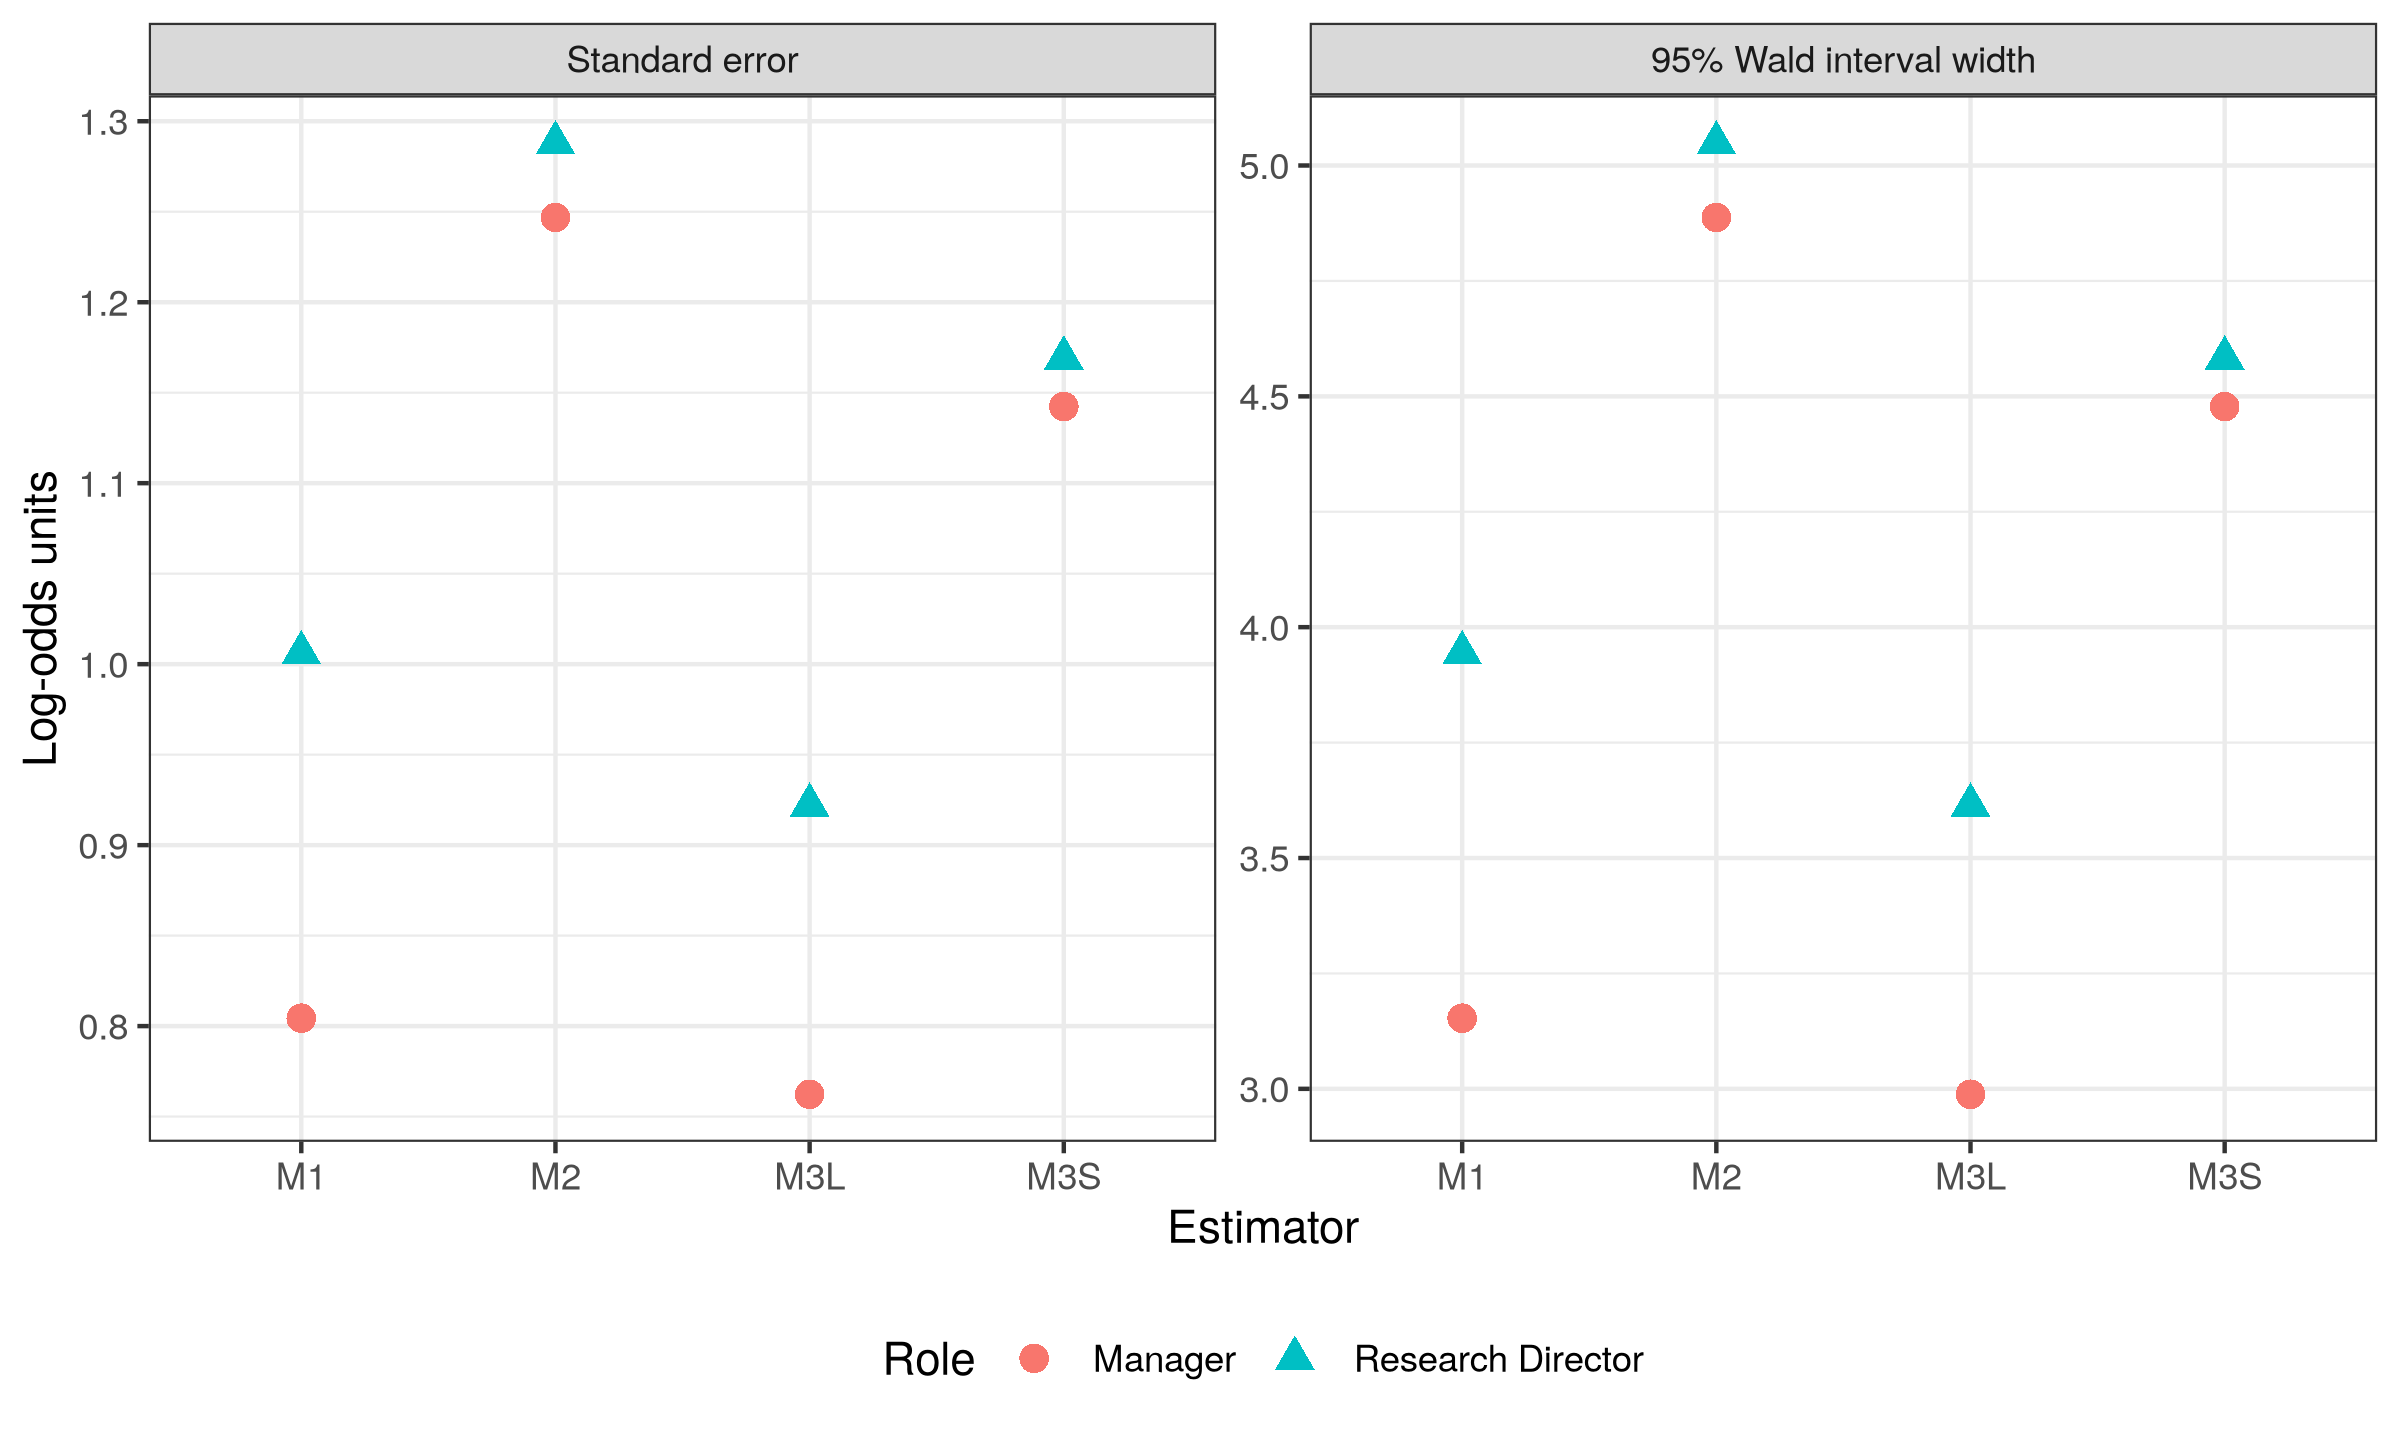 Standard error
95% Wald interval width
Log-odds units
1.3
1.2
1.1
1.0
0.9
0.8
5.0
4.5
4.0
3.5
3.0
M1 M2 M3L M3S
M1 M2 M3L M3S
Estimator
Role Manager Research Director